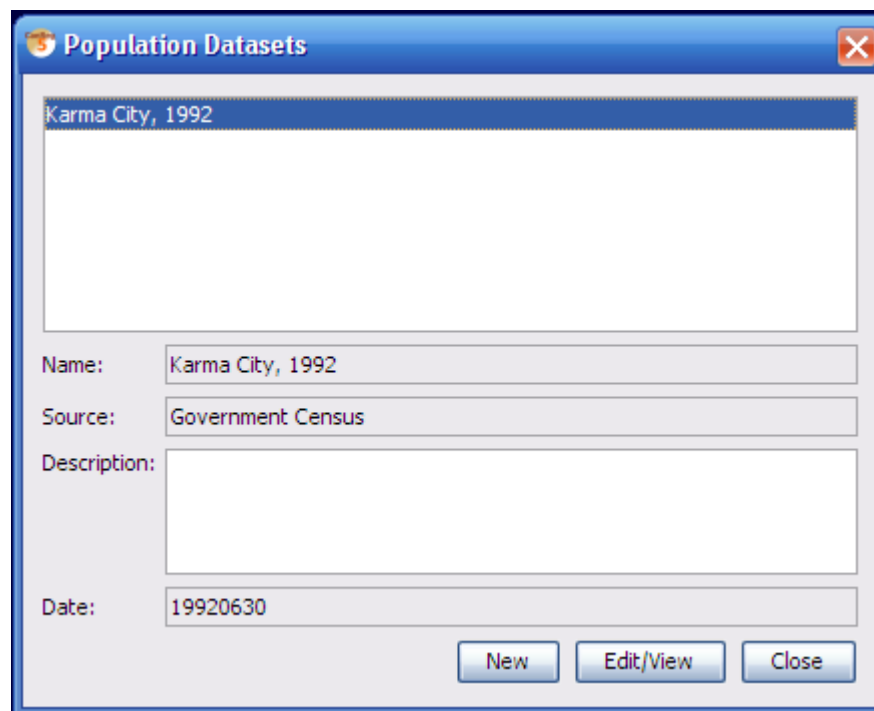 Population Datasets
Karma City, 1992
Name: Karma City, 1992
Source: Government Census
Description:
Date: 19920630
New Edit/View Close